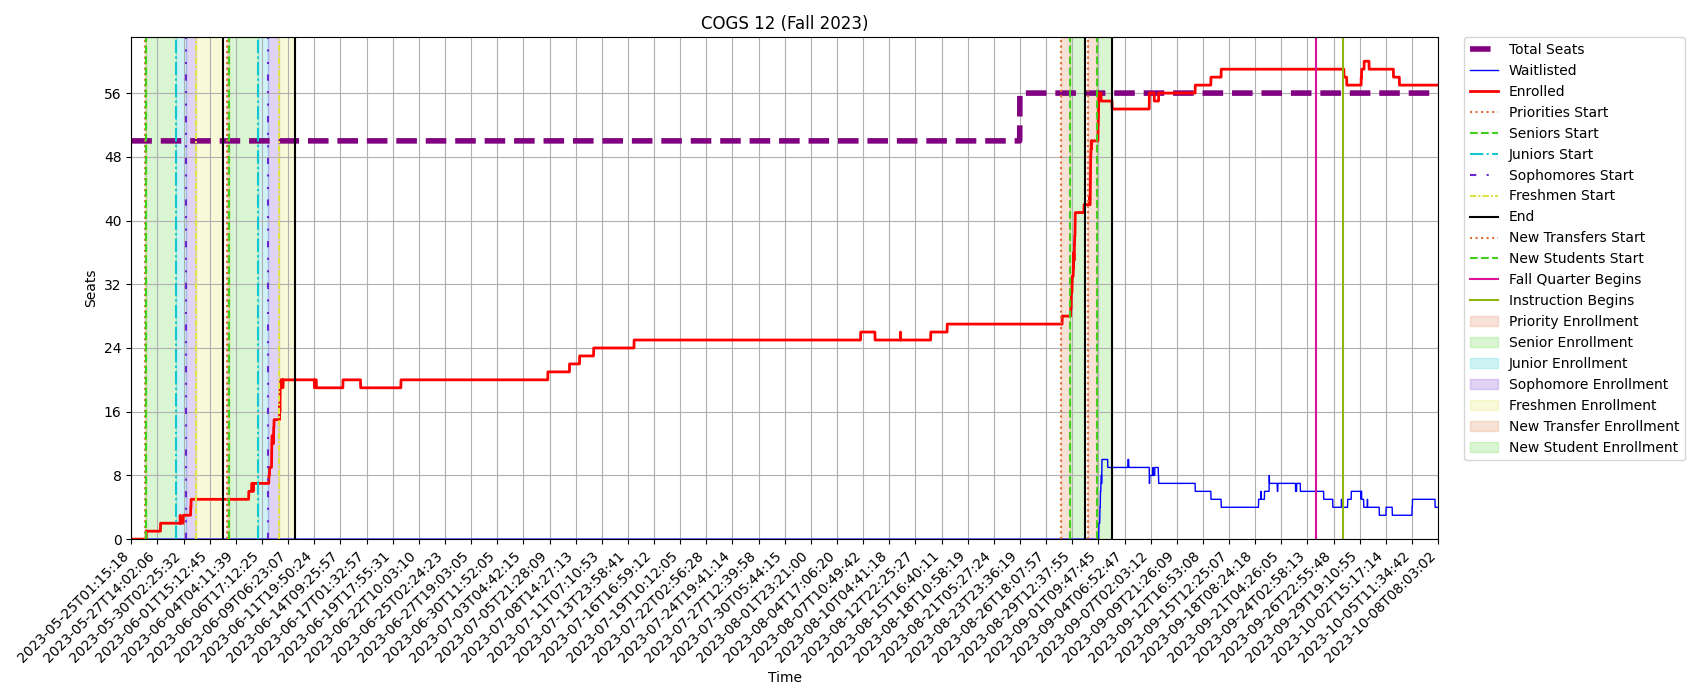 COGS 12 (Fall 2023)
Seats
56
48
40
32
24
16
8
0
2023-05-25T01:15:18
2023-05-27T14:02:06
2023-05-30T02:25:32
2023-06-01T15:12:45
2023-06-04T04:11:39
2023-06-06T17:12:25
2023-06-09T06:23:07
2023-06-11T19:50:24
2023-06-14T09:25:57
2023-06-17T01:32:57
2023-06-19T17:55:31
2023-06-22T10:03:10
2023-06-25T02:24:23
2023-06-27T19:03:05
2023-06-30T11:52:05
2023-07-03T04:42:15
2023-07-05T21:28:09
2023-07-08T14:27:13
2023-07-11T07:10:53
2023-07-13T23:58:41
2023-07-16T16:59:12
2023-07-19T10:12:05
2023-07-22T02:56:28
2023-07-24T19:41:14
2023-07-27T12:39:58
2023-07-30T05:44:15
2023-08-01T23:21:00
2023-08-04T17:06:20
2023-08-07T10:49:42
2023-08-10T04:41:18
2023-08-12T22:25:27
2023-08-15T16:40:11
2023-08-18T10:58:19
2023-08-21T05:27:24
2023-08-23T23:36:19
2023-08-26T18:07:57
2023-08-29T12:37:55
2023-09-01T09:47:45
2023-09-04T06:52:47
2023-09-07T02:03:12
2023-09-09T21:26:09
2023-09-12T16:53:08
2023-09-15T12:25:07
2023-09-18T08:24:18
2023-09-21T04:26:05
2023-09-24T02:58:13
2023-09-26T22:55:48
2023-09-29T19:10:55
2023-10-02T15:17:14
2023-10-05T11:34:42
2023-10-08T08:03:02
Time
Total Seats
Waitlisted
Enrolled
Priorities Start
Seniors Start
Juniors Start
Sophomores Start
Freshmen Start
End
New Transfers Start
New Students Start
Fall Quarter Begins
Instruction Begins
Priority Enrollment
Senior Enrollment
Junior Enrollment
Sophomore Enrollment
Freshmen Enrollment
New Transfer Enrollment
New Student Enrollment